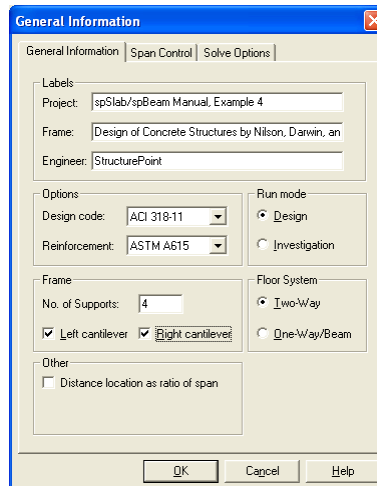 General Information
General Information Span Control Solve Options
Labels
Project: spSlab/spBeam Manual, Example 4
Frame: Design of Concrete Structures by Nilson, Darwin, an
Engineer: StructurePoint
Options
Design code: ACI 318-11
Reinforcement: ASTM A615
Run mode
Design
Investigation
Frame
No. of Supports: 4
Left cantilever Right cantilever
Floor System
Two-Way
One-Way/Beam
Other
Distance location as ratio of span
OK Cancel Help